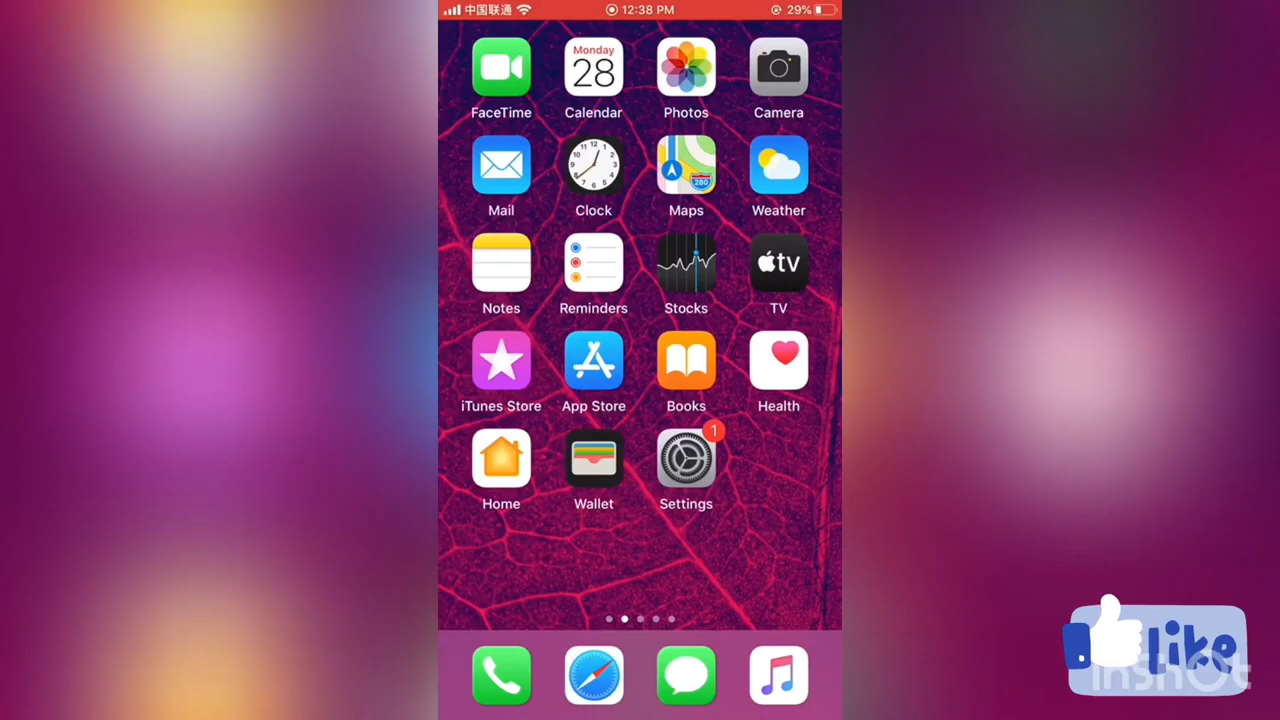 中国联通 12:38 PM 29%
Monday
28
FaceTime Calendar Photos Camera
280
Mail Clock Maps Weather
tv
Notes Reminders Stocks TV
iTunes Store App Store Books Health
1
Home Wallet Settings
like
InShOt